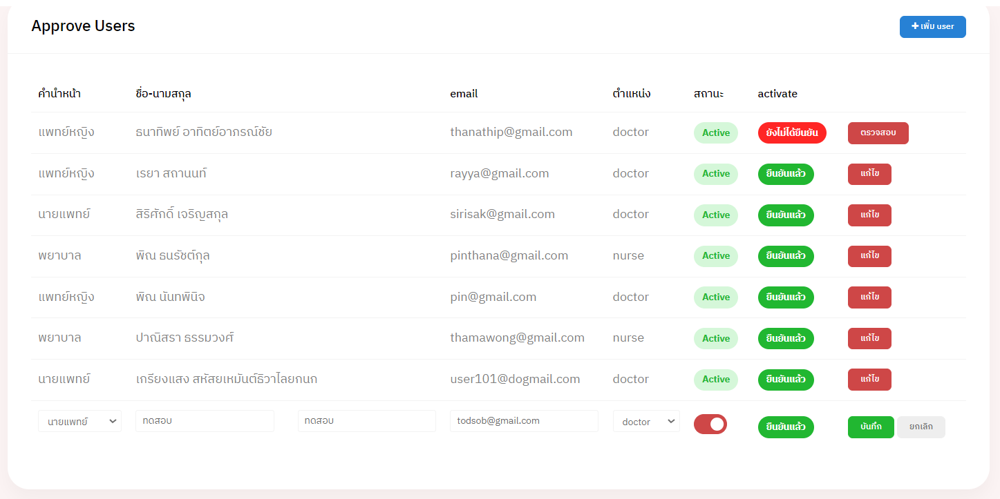 Approve Users
เพิ่ม user
คำนำหน้า ชื่อ-นามสกุล email ตำแหน่ง สถานะ activate
แพทย์หญิง ธนาทิพย์ อาทิตย์อาภรณ์ชัย thanathip@gmail.com doctor Active ยังไม่ได้ยืนยัน ตรวจสอบ
แพทย์หญิง เรยา สถานนท์ rayya@gmail.com doctor Active ยืนยันแล้ว แก้ไข
นายแพทย์ สิริศักดิ์ เจริญสกุล sirisak@gmail.com doctor Active ยืนยันแล้ว แก้ไข
พยาบาล พิณ ธนรัชต์กุล pinthana@gmail.com nurse Active ยืนยันแล้ว แก้ไข
แพทย์หญิง พิณ นันทพินิจ pin@gmail.com doctor Active ยืนยันแล้ว แก้ไข
พยาบาล ปาณิสรา ธรรมวงศ์ thamawong@gmail.com nurse Active ยืนยันแล้ว แก้ไข
นายแพทย์ เกรียงแสง สหัสยเหมันต์ธิวาไลยกนก user101@dogmail.com doctor Active ยืนยันแล้ว แก้ไข
นายแพทย์ ทดสอบ ทดสอบ todsob@gmail.com doctor ยืนยันแล้ว บันทึก ยกเลิก